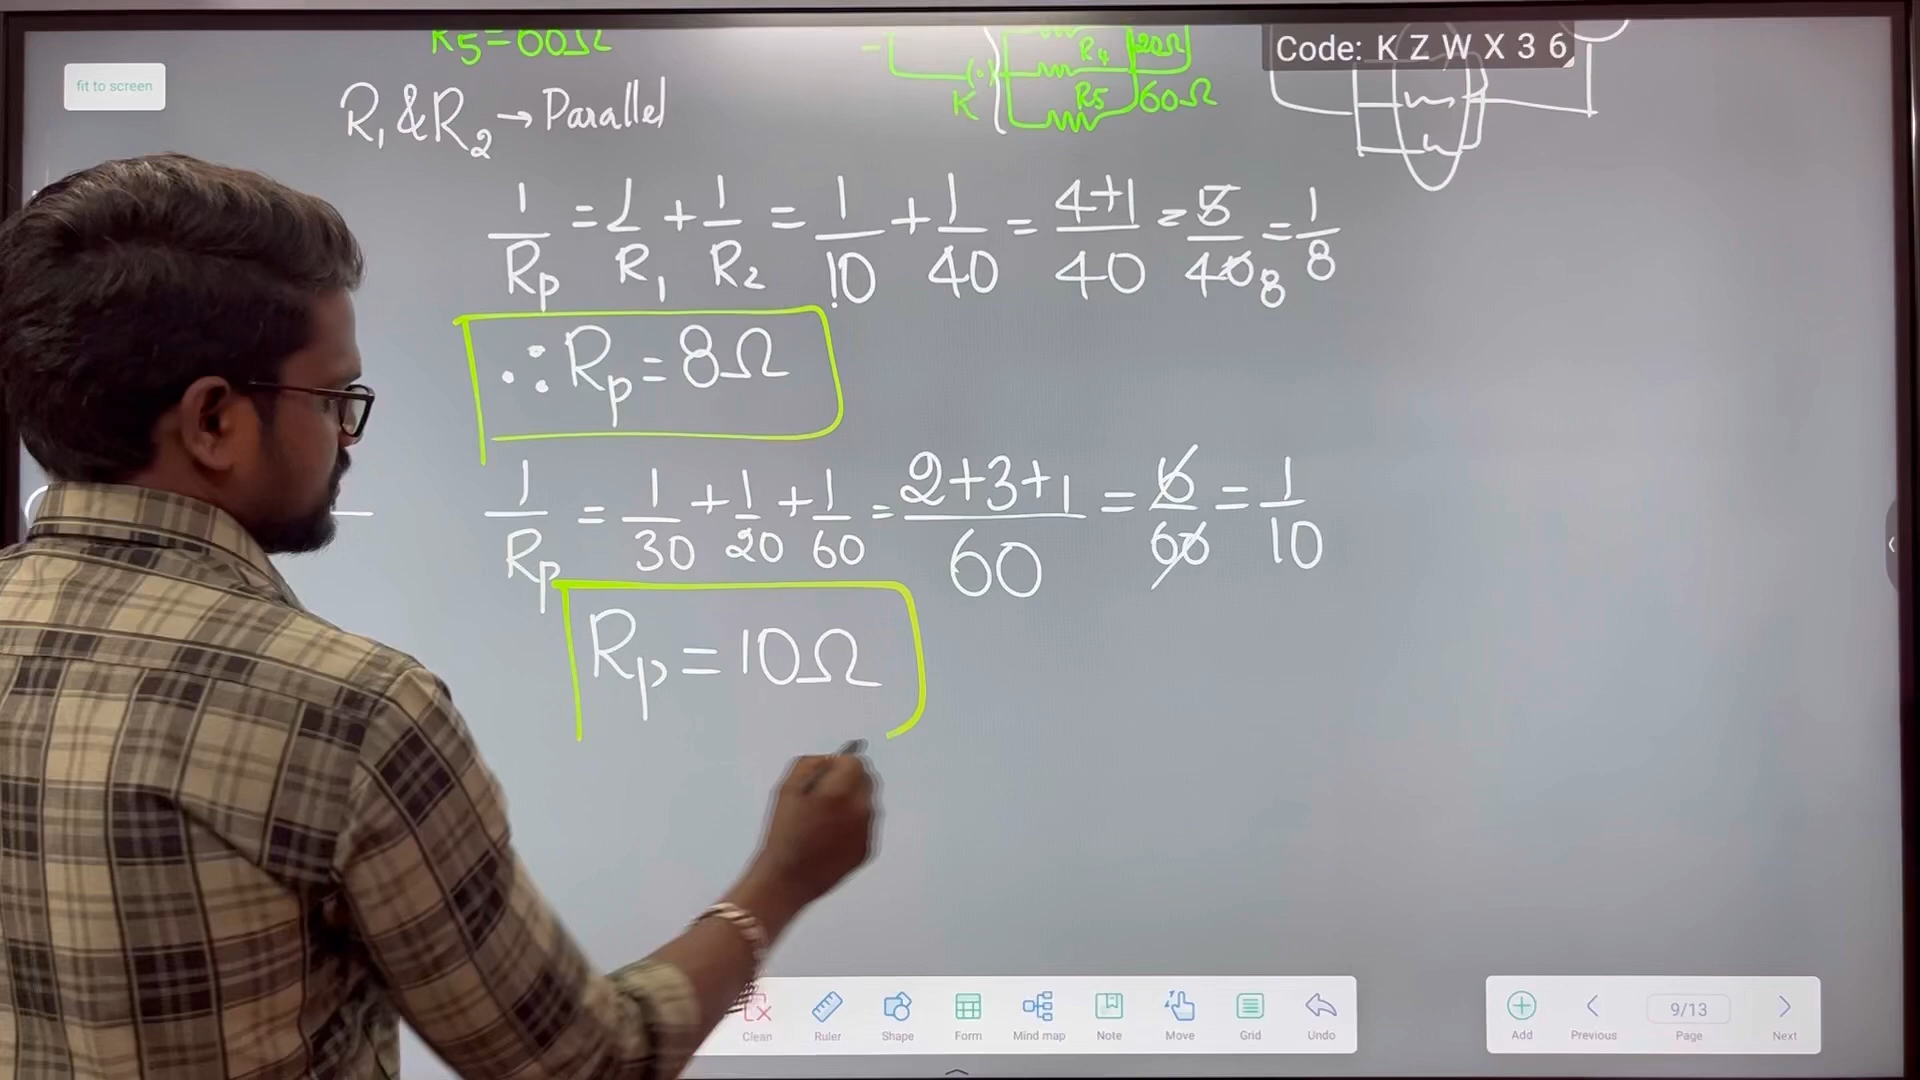 R5=60Ω
R4 20Ω
K R5 60Ω
Code: K Z W X 3 6
fit to screen
R1&R2→Parallel
1/Rp = 1/R1 + 1/R2 = 1/10 + 1/40 = 4+1/40 = 5/40 8 = 1/8
∴ Rp=8Ω
1/Rp = 1/30 + 1/20 + 1/60 = 2+3+1/60 = 6/60 = 1/10
Rp=10Ω
Clean Ruler Shape Form Mind map Note Move Grid Undo
Add Previous 9/13 Page Next